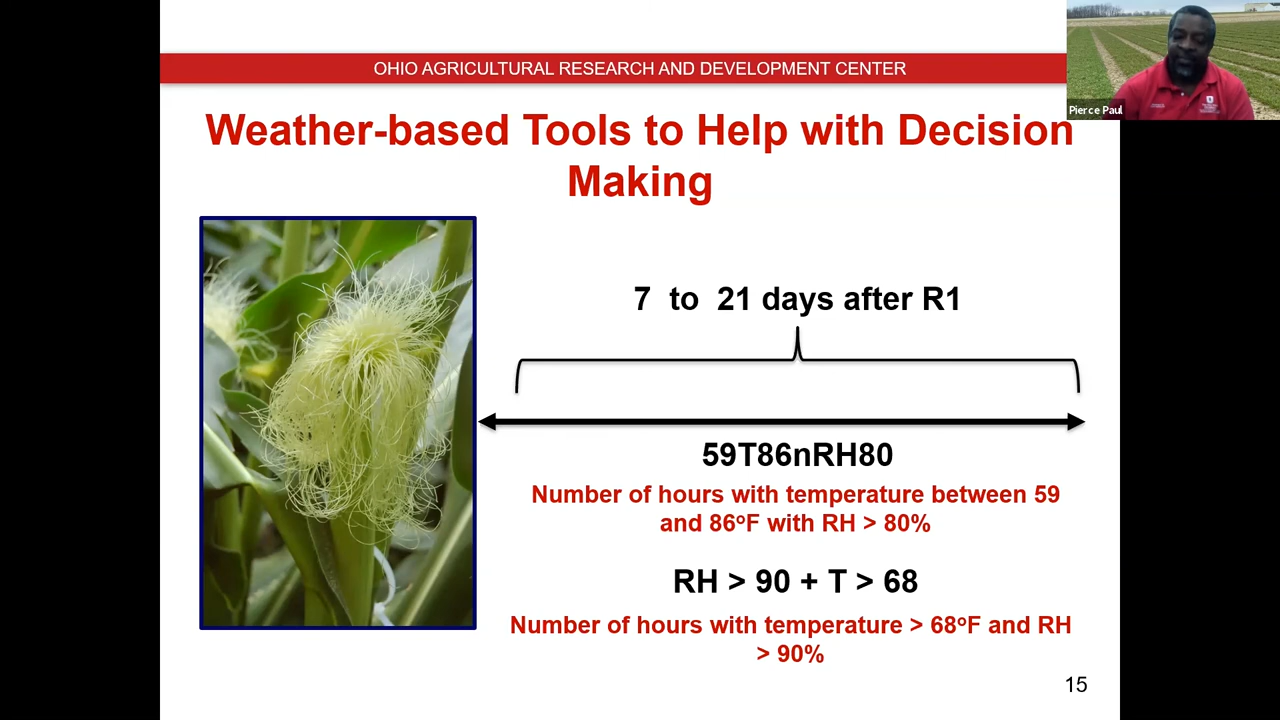 OHIO AGRICULTURAL RESEARCH AND DEVELOPMENT CENTER
Pierce Paul
Weather-based Tools to Help with Decision
Making
7 to 21 days after R1
59T86nRH80
Number of hours with temperature between 59
and 86ºF with RH > 80%
RH > 90 + T > 68
Number of hours with temperature > 68ºF and RH
> 90%
15